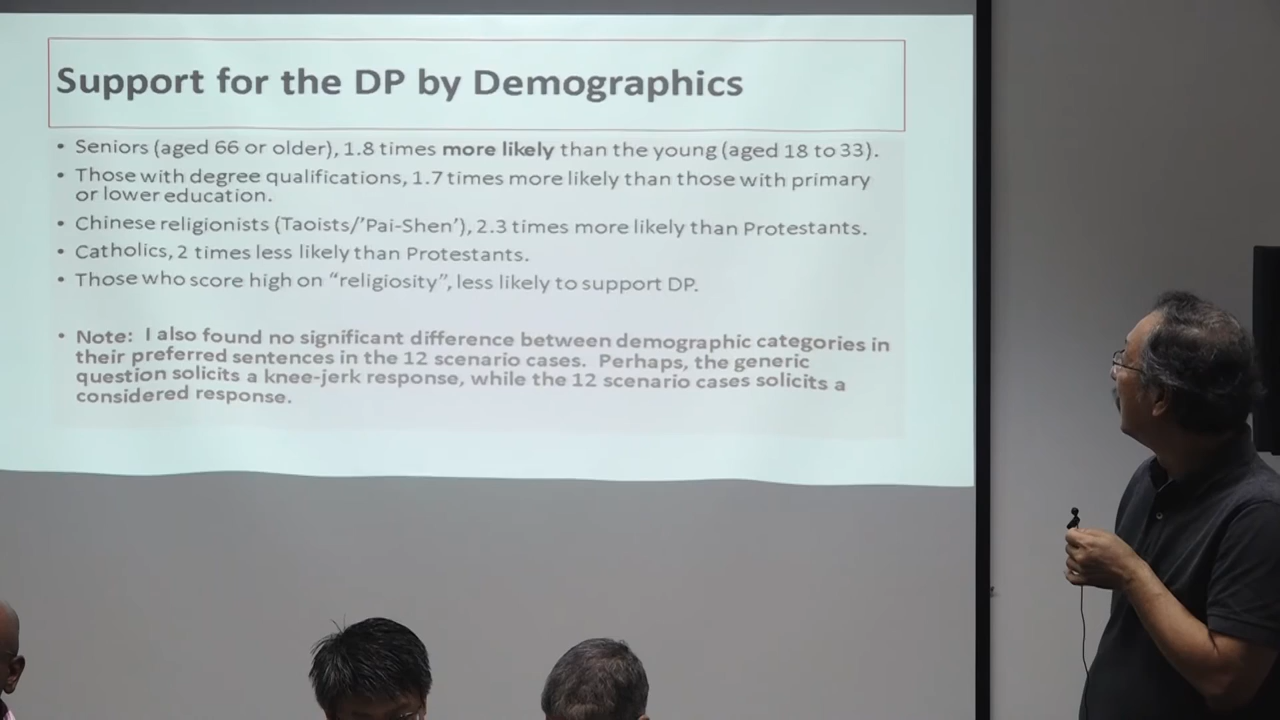 Support for the DP by Demographics
• Seniors (aged 66 or older), 1.8 times more likely than the young (aged 18 to 33).
• Those with degree qualifications, 1.7 times more likely than those with primary
or lower education.
• Chinese religionists (Taoists/'Pai-Shen'), 2.3 times more likely than Protestants.
• Catholics, 2 times less likely than Protestants.
• Those who score high on “religiosity”, less likely to support DP.
• Note: I also found no significant difference between demographic categories in
their preferred sentences in the 12 scenario cases. Perhaps, the generic
question solicits a knee-jerk response, while the 12 scenario cases solicits a
considered response.